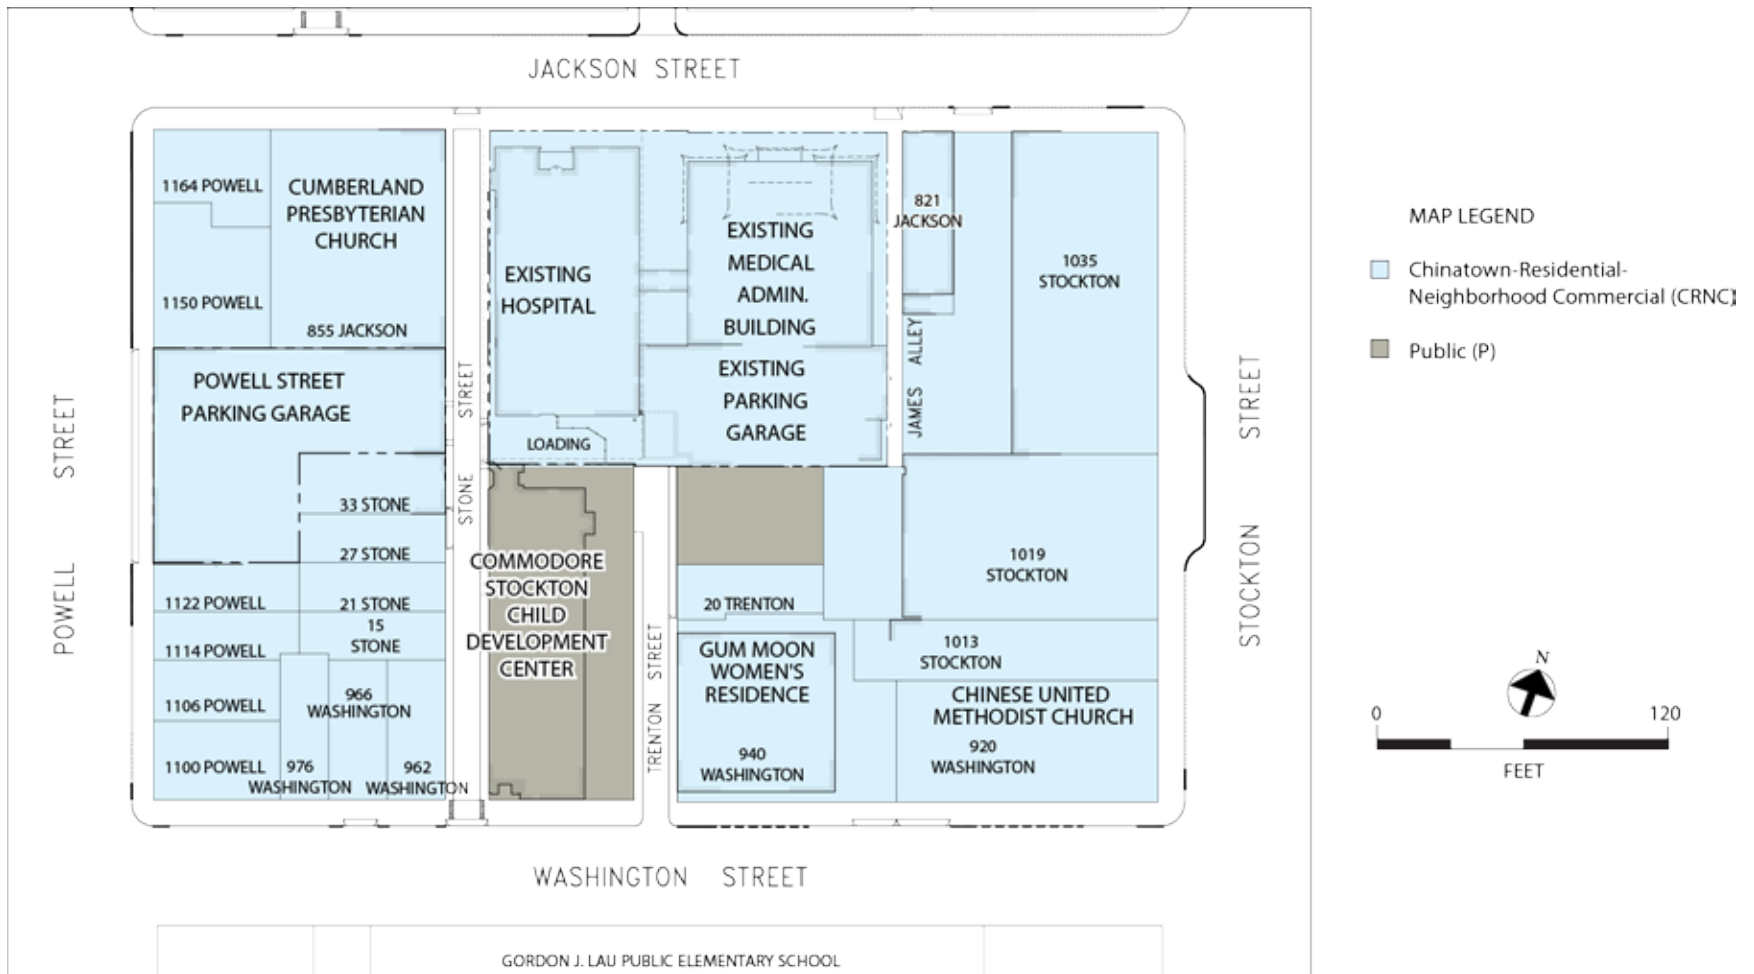 JACKSON STREET
1164 POWELL
CUMBERLAND
PRESBYTERIAN
CHURCH
1150 POWELL
855 JACKSON
EXISTING
HOSPITAL
EXISTING
MEDICAL
ADMIN.
BUILDING
821
JACKSON
1035
STOCKTON
POWELL STREET
PARKING GARAGE
EXISTING
PARKING
GARAGE
LOADING
JAMES ALLEY
STONE STREET
POWELL STREET
STOCKTON STREET
33 STONE
27 STONE
1122 POWELL
21 STONE
15
STONE
1114 POWELL
1106 POWELL
966
WASHINGTON
1100 POWELL
976
WASHINGTON
962
WASHINGTON
COMMODORE
STOCKTON
CHILD
DEVELOPMENT
CENTER
TRENTON STREET
20 TRENTON
GUM MOON
WOMEN'S
RESIDENCE
940
WASHINGTON
1019
STOCKTON
1013
STOCKTON
CHINESE UNITED
METHODIST CHURCH
920
WASHINGTON
WASHINGTON STREET
GORDON J. LAU PUBLIC ELEMENTARY SCHOOL
MAP LEGEND
Chinatown-Residential-
Neighborhood Commercial (CRNC)
Public (P)
N
0 120
FEET